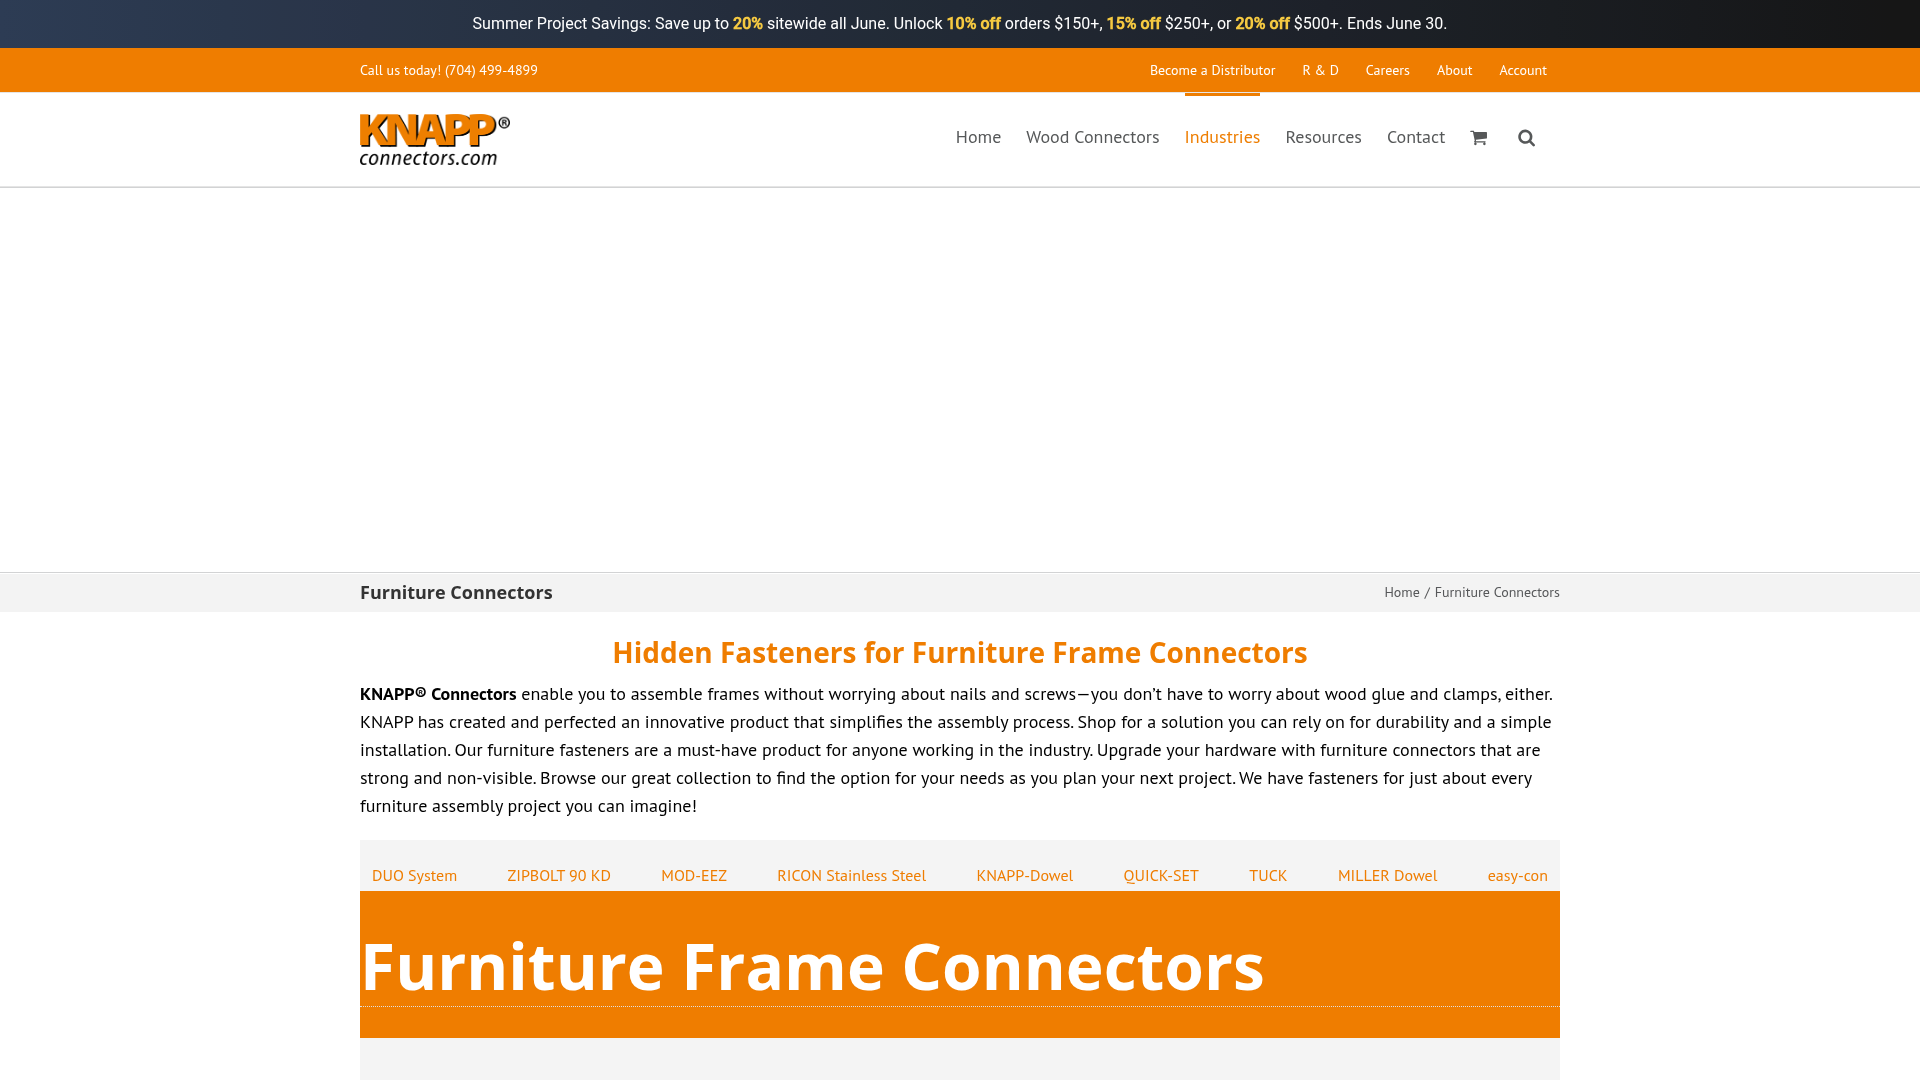 Summer Project Savings: Save up to 20% sitewide all June. Unlock 10% off orders $150+, 15% off $250+, or 20% off $500+. Ends June 30.
Call us today! (704) 499-4899
Become a Distributor R & D Careers About Account
KNAPP®
connectors.com
Home Wood Connectors Industries Resources Contact
Furniture Connectors
Home / Furniture Connectors
Hidden Fasteners for Furniture Frame Connectors
KNAPP® Connectors enable you to assemble frames without worrying about nails and screws—you don’t have to worry about wood glue and clamps, either.
KNAPP has created and perfected an innovative product that simplifies the assembly process. Shop for a solution you can rely on for durability and a simple
installation. Our furniture fasteners are a must-have product for anyone working in the industry. Upgrade your hardware with furniture connectors that are
strong and non-visible. Browse our great collection to find the option for your needs as you plan your next project. We have fasteners for just about every
furniture assembly project you can imagine!
DUO System ZIPBOLT 90 KD MOD-EEZ RICON Stainless Steel KNAPP-Dowel QUICK-SET TUCK MILLER Dowel easy-con
Furniture Frame Connectors